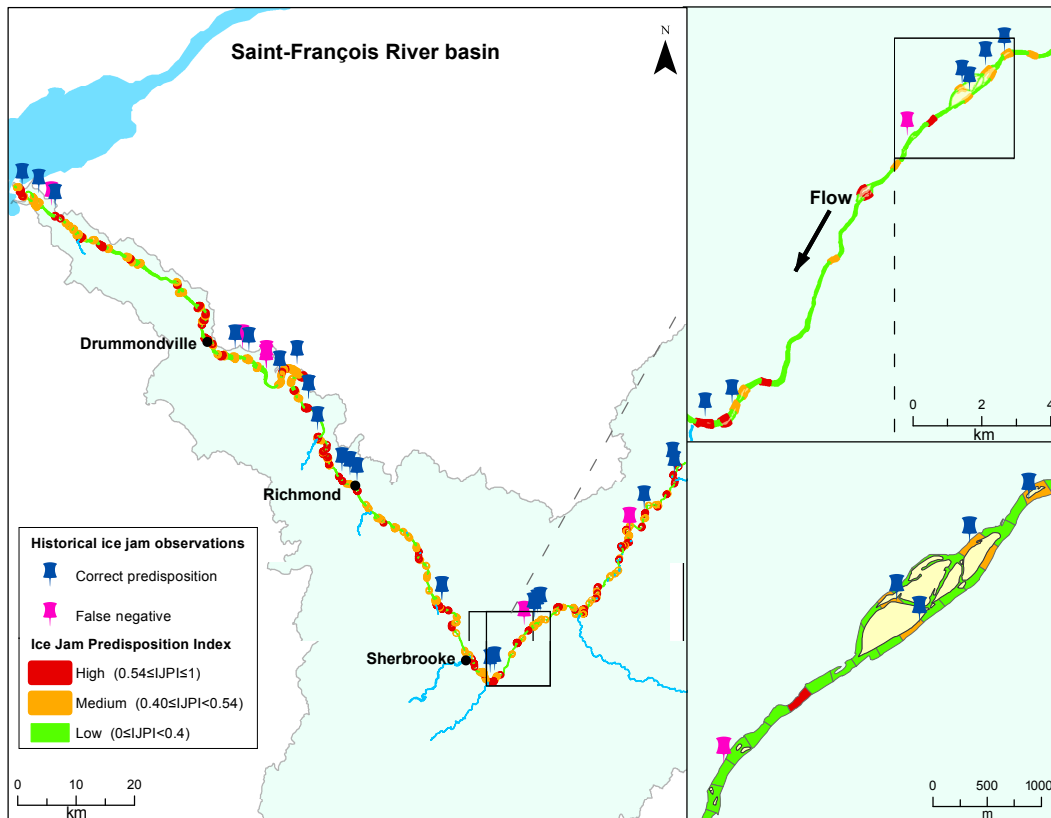 Saint-François River basin
N
Drummondville
Richmond
Sherbrooke
Historical ice jam observations
Correct predisposition
False negative
Ice Jam Predisposition Index
High (0.54≤IJPI≤1)
Medium (0.40≤IJPI<0.54)
Low (0≤IJPI<0.4)
0 10 20
km
Flow
0 2 4
km
0 500 1000
m